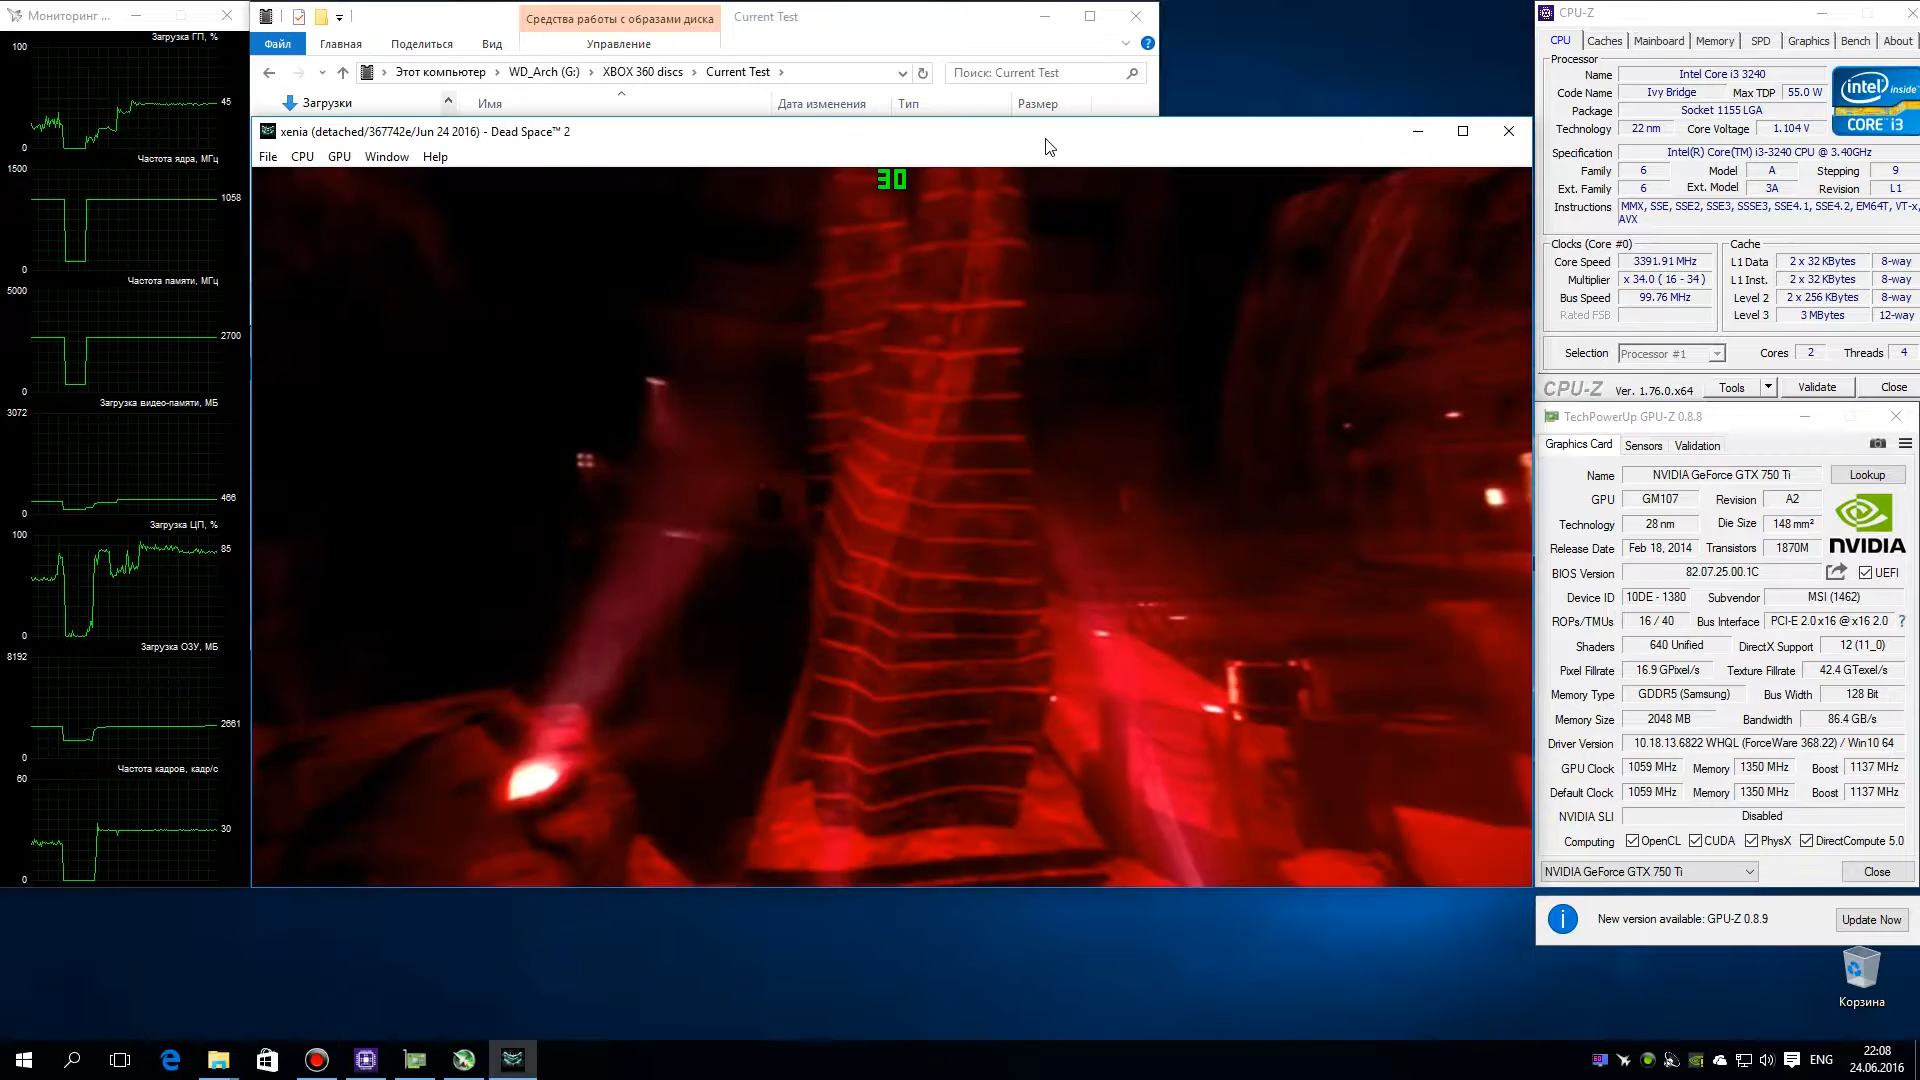 Мониторинг ...
Загрузка ГП, %
100
45
0
Частота ядра, МГц
1500
1058
0
Частота памяти, МГц
5000
2700
0
Загрузка видео-памяти, МБ
3072
466
0
Загрузка ЦП, %
100
85
0
Загрузка ОЗУ, МБ
8192
2661
0
Частота кадров, кадр/с
60
30
0
Средства работы с образами диска
Current Test
Файл
Главная
Поделиться
Вид
Управление
Этот компьютер > WD_Arch (G:) > XBOX 360 discs > Current Test >
Поиск: Current Test
Загрузки
Имя
Дата изменения
Тип
Размер
xenia (detached/367742e/Jun 24 2016) - Dead Space™ 2
File CPU GPU Window Help
30
CPU-Z
CPU Caches Mainboard Memory SPD Graphics Bench About
Processor
Name Intel Core i3 3240
Code Name Ivy Bridge Max TDP 55.0 W
Package Socket 1155 LGA
Technology 22 nm Core Voltage 1.104 V
intel inside
CORE i3
Specification Intel(R) Core(TM) i3-3240 CPU @ 3.40GHz
Family 6 Model A Stepping 9
Ext. Family 6 Ext. Model 3A Revision L1
Instructions MMX, SSE, SSE2, SSE3, SSSE3, SSE4.1, SSE4.2, EM64T, VT-x,
AVX
Clocks (Core #0)
Core Speed 3391.91 MHz
Multiplier x 34.0 ( 16 - 34 )
Bus Speed 99.76 MHz
Rated FSB
Cache
L1 Data 2 x 32 KBytes 8-way
L1 Inst. 2 x 32 KBytes 8-way
Level 2 2 x 256 KBytes 8-way
Level 3 3 MBytes 12-way
Selection Processor #1 Cores 2 Threads 4
CPU-Z Ver. 1.76.0.x64 Tools Validate Close
TechPowerUp GPU-Z 0.8.8
Graphics Card Sensors Validation
Name NVIDIA GeForce GTX 750 Ti Lookup
GPU GM107 Revision A2
Technology 28 nm Die Size 148 mm²
Release Date Feb 18, 2014 Transistors 1870M
NVIDIA
BIOS Version 82.07.25.00.1C UEFI
Device ID 10DE - 1380 Subvendor MSI (1462)
ROPs/TMUs 16 / 40 Bus Interface PCI-E 2.0 x16 @ x16 2.0 ?
Shaders 640 Unified DirectX Support 12 (11_0)
Pixel Fillrate 16.9 GPixel/s Texture Fillrate 42.4 GTexel/s
Memory Type GDDR5 (Samsung) Bus Width 128 Bit
Memory Size 2048 MB Bandwidth 86.4 GB/s
Driver Version 10.18.13.6822 WHQL (ForceWare 368.22) / Win10 64
GPU Clock 1059 MHz Memory 1350 MHz Boost 1137 MHz
Default Clock 1059 MHz Memory 1350 MHz Boost 1137 MHz
NVIDIA SLI Disabled
Computing OpenCL CUDA PhysX DirectCompute 5.0
NVIDIA GeForce GTX 750 Ti Close
New version available: GPU-Z 0.8.9 Update Now
Корзина
60
ENG
22:08
24.06.2016